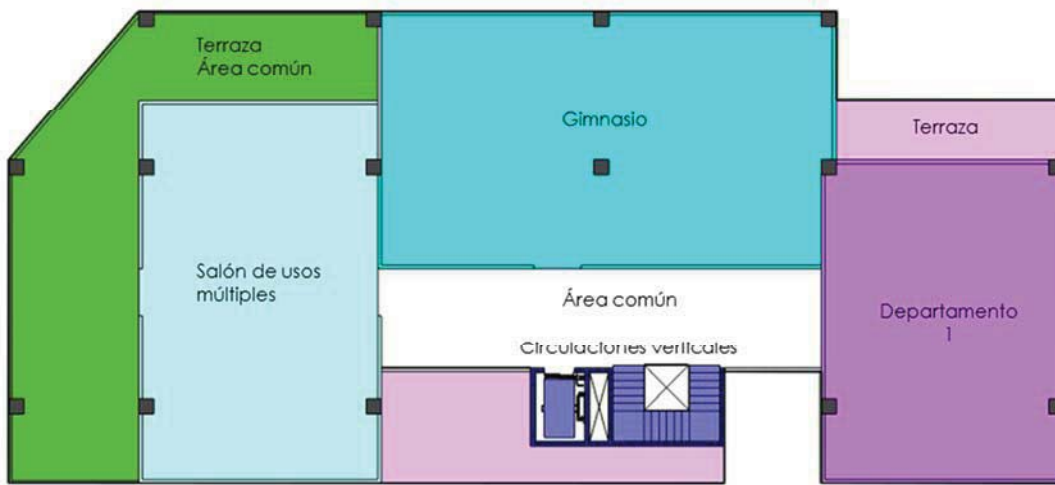 Terraza
Área común
Gimnasio
Terraza
Salón de usos
múltiples
Área común
Departamento
1
Circulaciones verticales